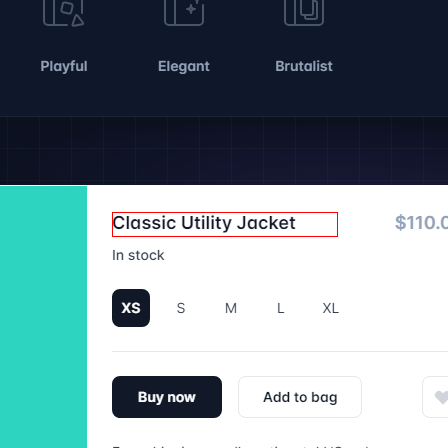 Playful
Elegant
Brutalist
Classic Utility Jacket
$110.0
In stock
XS
S
M
L
XL
Buy now
Add to bag